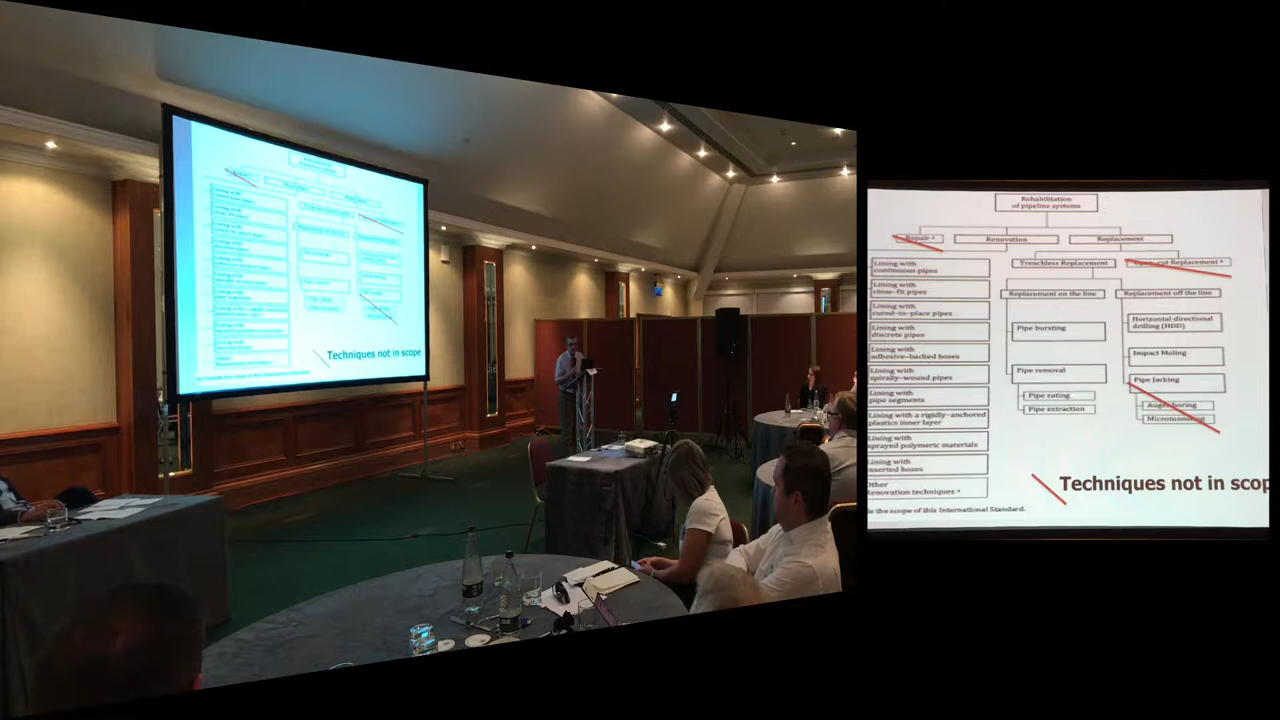 Techniques not in scope
Rehabilitation
of pipeline systems
Repair
Renovation
Replacement
Lining with
continuous pipes
Trenchless Replacement
Open-cut Replacement
Lining with
close-fit pipes
Replacement on the line
Replacement off the line
Lining with
cured-in-place pipes
Horizontal directional
drilling (HDD)
Lining with
discrete pipes
Pipe bursting
Lining with
adhesive-backed hoses
Impact Moling
Lining with
spirally-wound pipes
Pipe removal
Pipe Jacking
Lining with
pipe segments
Pipe eating
Auger boring
Pipe extraction
Lining with a rigidly-anchored
plastics inner layer
Microtunneling
Lining with
sprayed polymeric materials
Lining with
inserted hoses
Other
Renovation techniques
Techniques not in scop
the scope of this International Standard.